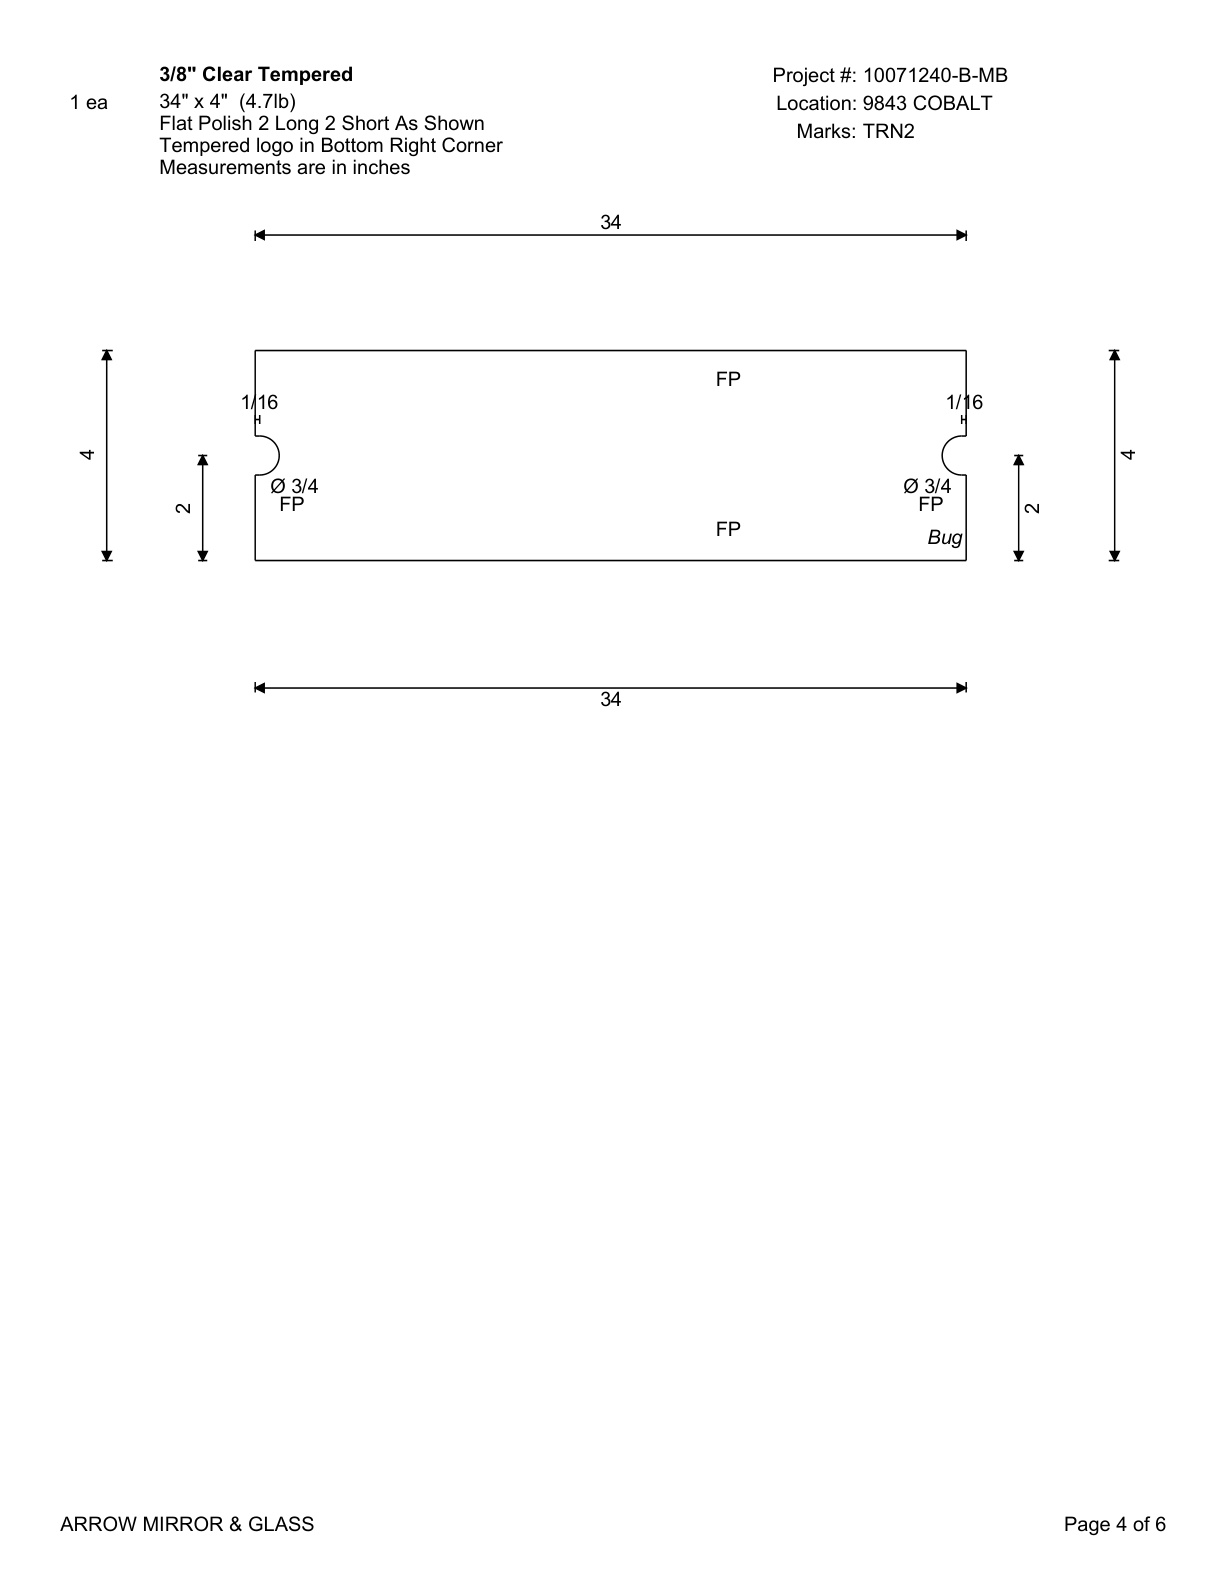 3/8" Clear Tempered
1 ea
34" x 4" (4.7lb)
Flat Polish 2 Long 2 Short As Shown
Tempered logo in Bottom Right Corner
Measurements are in inches
Project #: 10071240-B-MB
Location: 9843 COBALT
Marks: TRN2
34
FP
1/16
1/16
4
2
Ø 3/4
FP
Ø 3/4
FP
2
4
FP
Bug
34
ARROW MIRROR & GLASS
Page 4 of 6